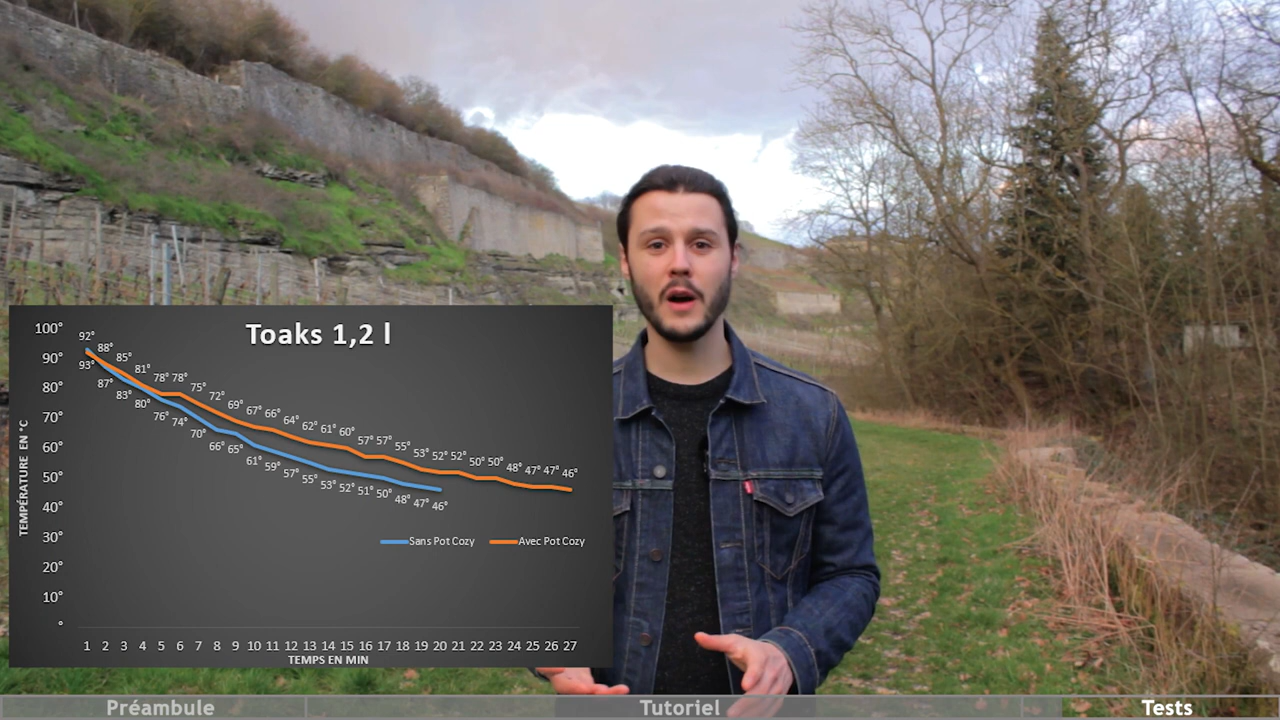 Toaks 1,2 l
100°
90°
80°
70°
60°
50°
40°
30°
20°
10°
°
TEMPÉRATURE EN °C
92° 88° 85° 81° 78° 78° 75° 72° 69° 67° 66° 64° 62° 61° 60° 57° 57° 55° 53° 52° 52° 50° 50° 48° 47° 47° 46°
93° 87° 83° 80° 76° 74° 70° 66° 65° 61° 59° 57° 55° 53° 52° 51° 50° 48° 47° 46°
Sans Pot Cozy Avec Pot Cozy
1 2 3 4 5 6 7 8 9 10 11 12 13 14 15 16 17 18 19 20 21 22 23 24 25 26 27
TEMPS EN MIN
Préambule Tutoriel Tests